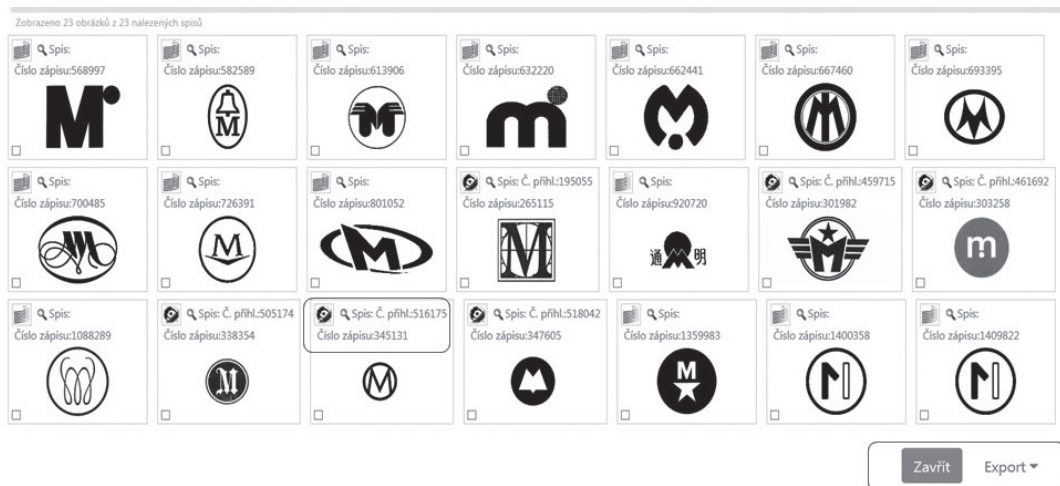 Zobrazeno 23 obrázků z 23 nalezených spisů
Spis:
Číslo zápisu:568997
Spis:
Číslo zápisu:582589
M
Spis:
Číslo zápisu:613906
Spis:
Číslo zápisu:632220
m
Spis:
Číslo zápisu:662441
M
Spis:
Číslo zápisu:667460
M
Spis:
Číslo zápisu:693395
M
Spis:
Číslo zápisu:700485
Spis:
Číslo zápisu:726391
M
Spis:
Číslo zápisu:801052
M
Spis: Č. přihl.:195055
Číslo zápisu:265115
M
Spis:
Číslo zápisu:920720
通 明
Spis: Č. přihl.:459715
Číslo zápisu:301982
M
Spis: Č. přihl.:461692
Číslo zápisu:303258
m
Spis:
Číslo zápisu:1088289
Spis: Č. přihl.:505174
Číslo zápisu:338354
M
Spis: Č. přihl.:516175
Číslo zápisu:345131
M
Spis: Č. přihl.:518042
Číslo zápisu:347605
M
Spis:
Číslo zápisu:1359983
M
Spis:
Číslo zápisu:1400358
Spis:
Číslo zápisu:1409822
Zavřít
Export